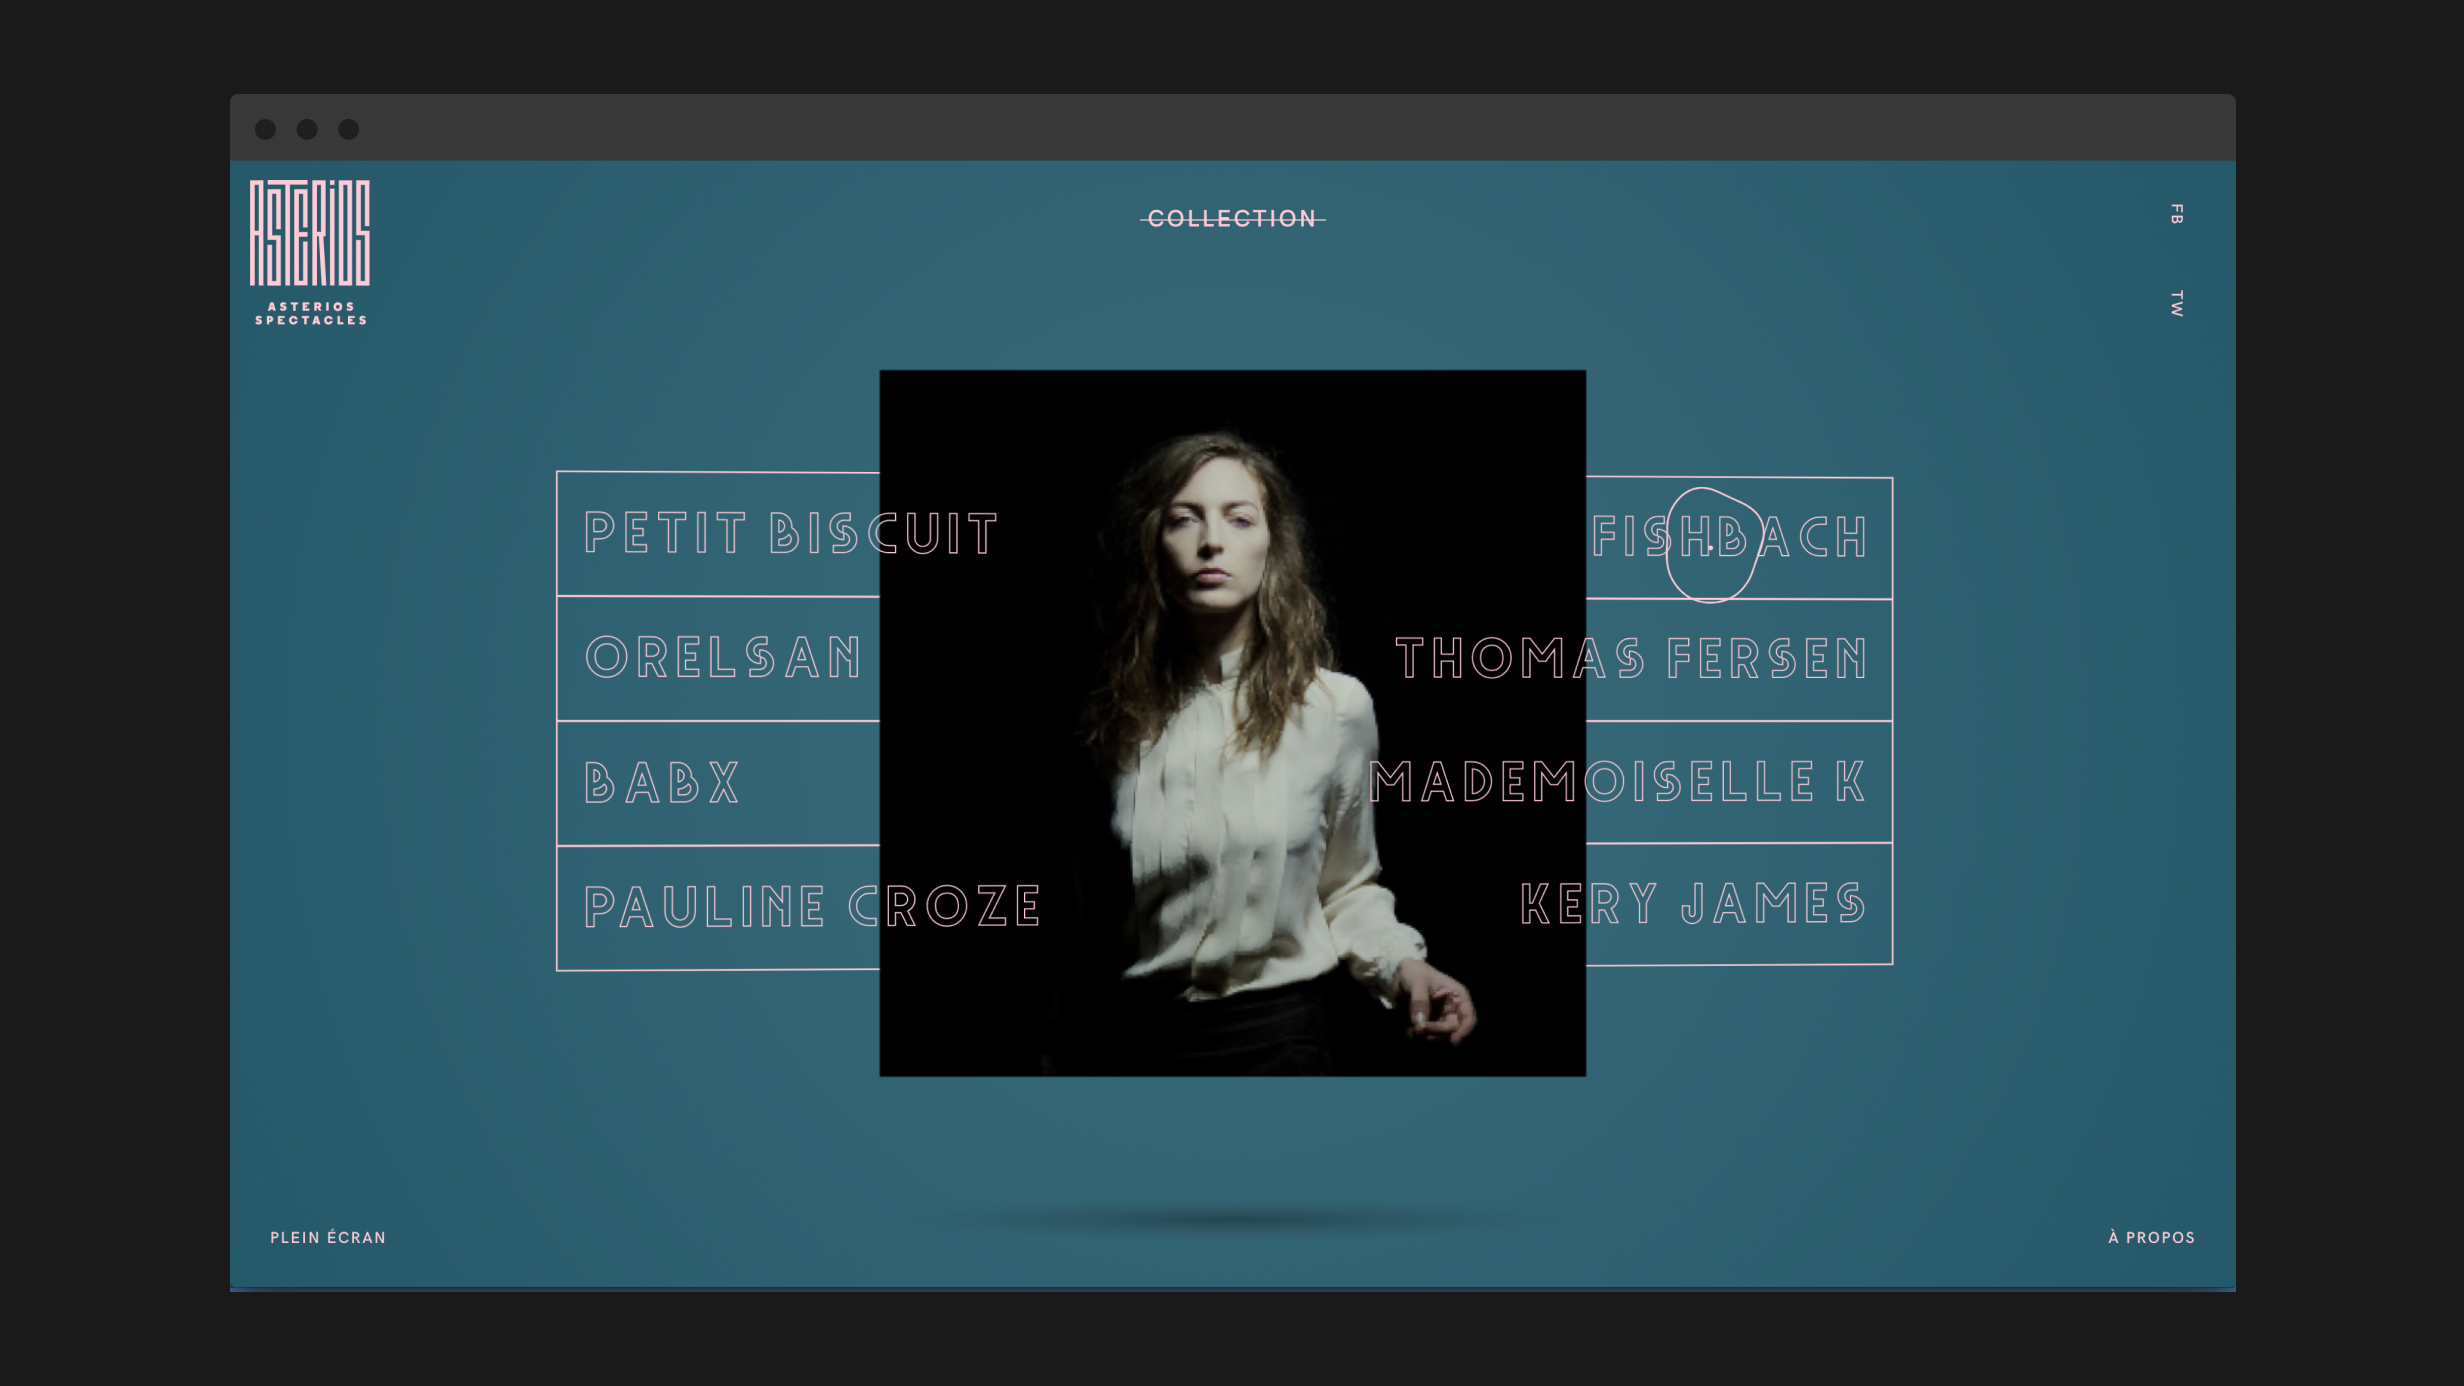 ASTERIOS
ASTERIOS
SPECTACLES
COLLECTION
FB
TW
PETIT BISCUIT
ORELSAN
BABX
PAULINE CROZE
FISHBACH
THOMAS FERSEN
MADEMOISELLE K
KERY JAMES
PLEIN ÉCRAN
À PROPOS